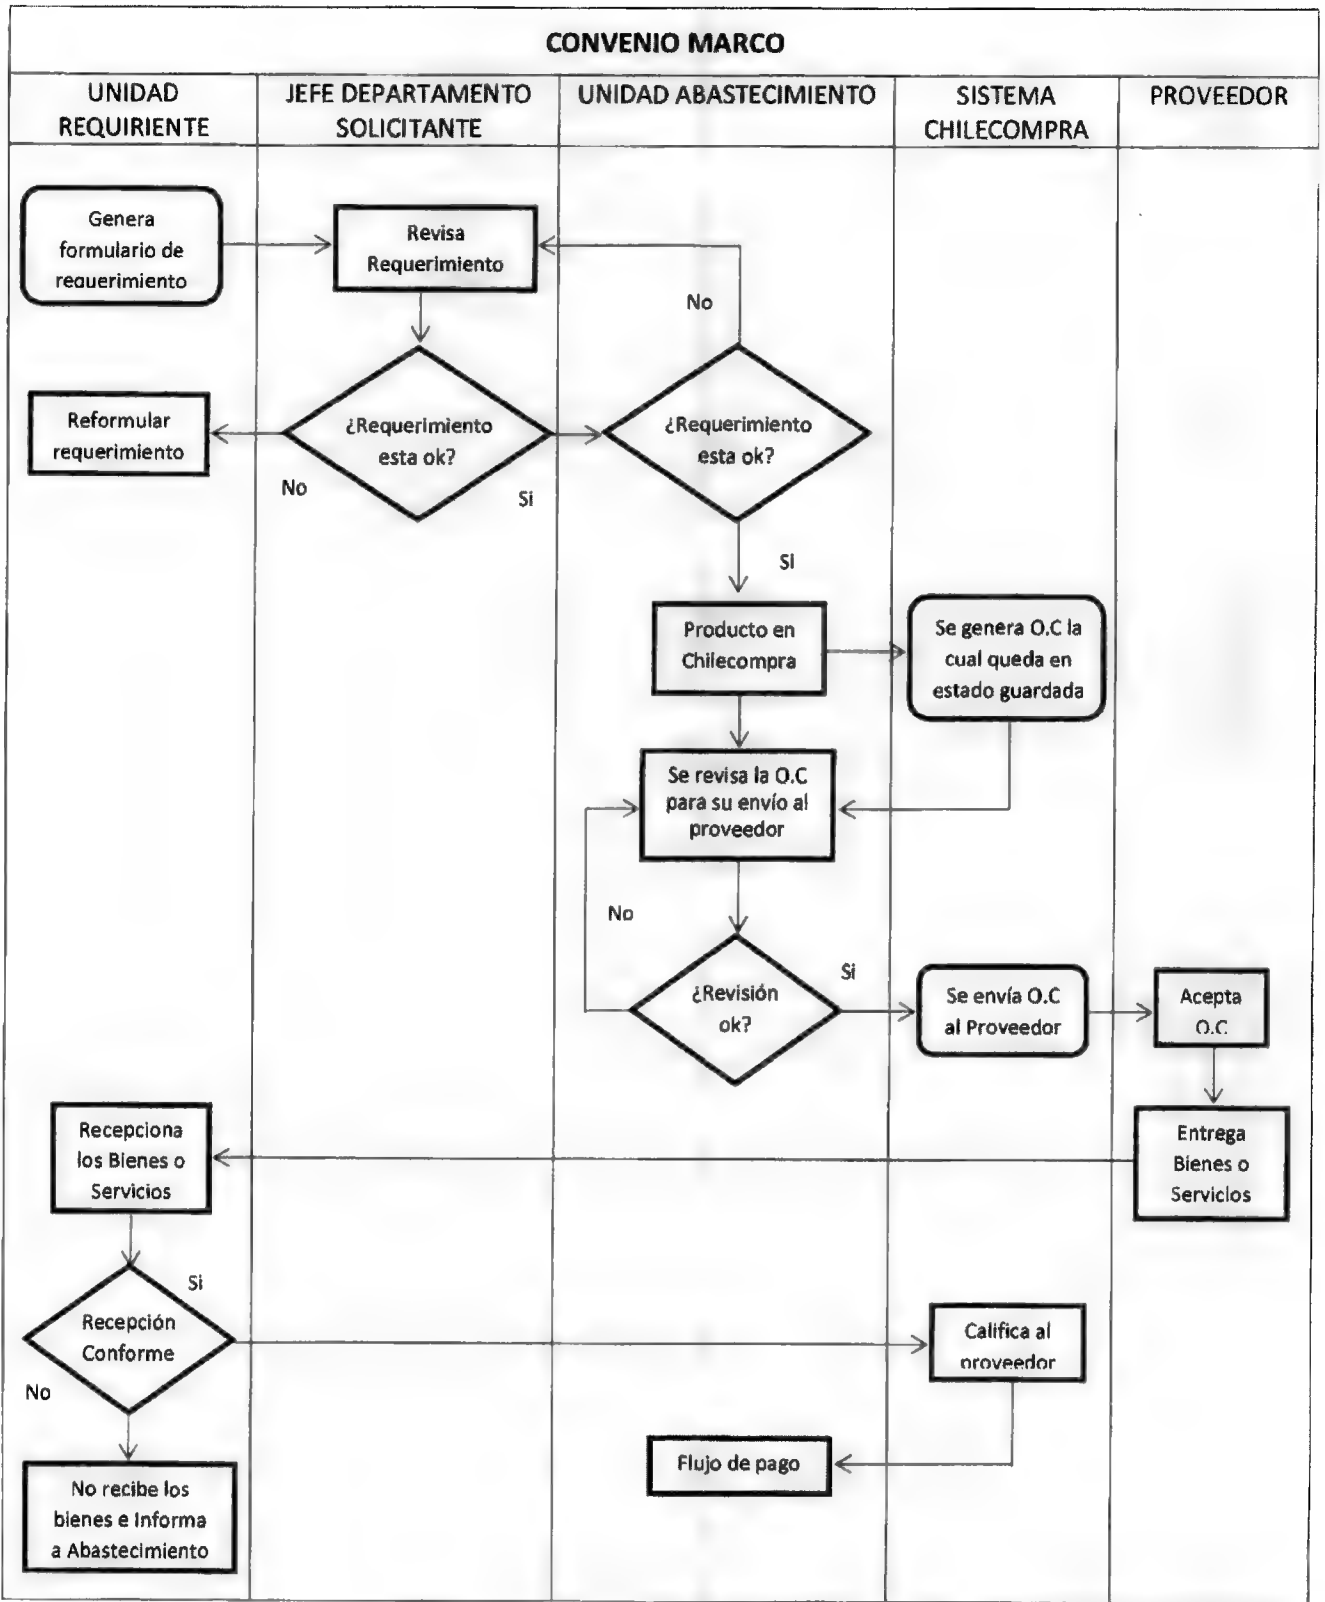 CONVENIO MARCO
UNIDAD
REQUIRIENTE
JEFE DEPARTAMENTO
SOLICITANTE
UNIDAD ABASTECIMIENTO
SISTEMA
CHILECOMPRA
PROVEEDOR
Genera
formulario de
requerimiento
Revisa
Requerimiento
No
Reformular
requerimiento
¿Requerimiento
esta ok?
No
Si
¿Requerimiento
esta ok?
Si
Producto en
Chilecompra
Se genera O.C la
cual queda en
estado guardada
Se revisa la O.C
para su envío al
proveedor
No
¿Revisión
ok?
Si
Se envía O.C
al Proveedor
Acepta
O.C
Entrega
Bienes o
Servicios
Recepciona
los Bienes o
Servicios
Si
Recepción
Conforme
No
Califica al
proveedor
Flujo de pago
No recibe los
bienes e Informa
a Abastecimiento